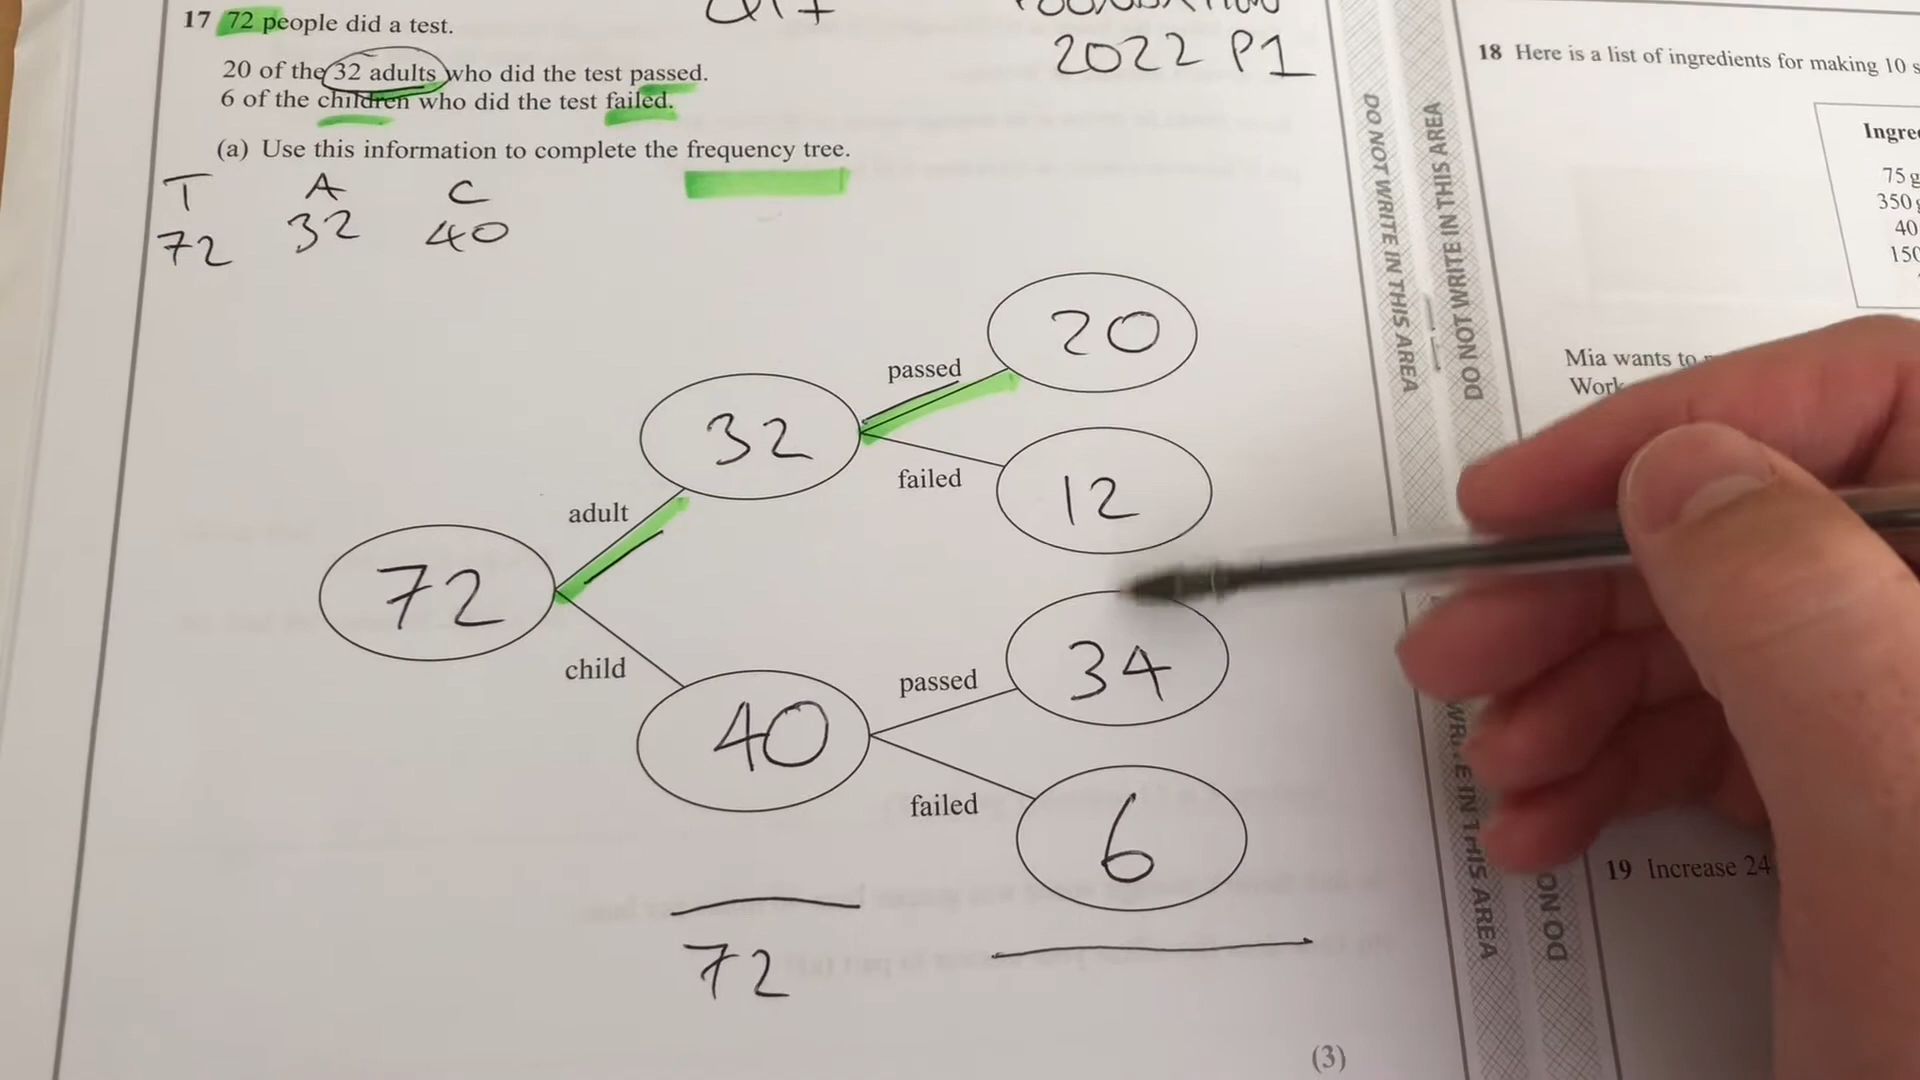 2022 P1
17 72 people did a test.
20 of the 32 adults who did the test passed.
6 of the children who did the test failed.
(a) Use this information to complete the frequency tree.
T A C
72 32 40
20
passed
32
failed
12
adult
72
child
34
passed
40
failed
6
72
(3)
DO NOT WRITE IN THIS AREA
DO NOT WRITE IN THIS AREA
18 Here is a list of ingredients for making 10 s
Ingre
75 g
350 g
40
150
Mia wants to
Work
19 Increase 24